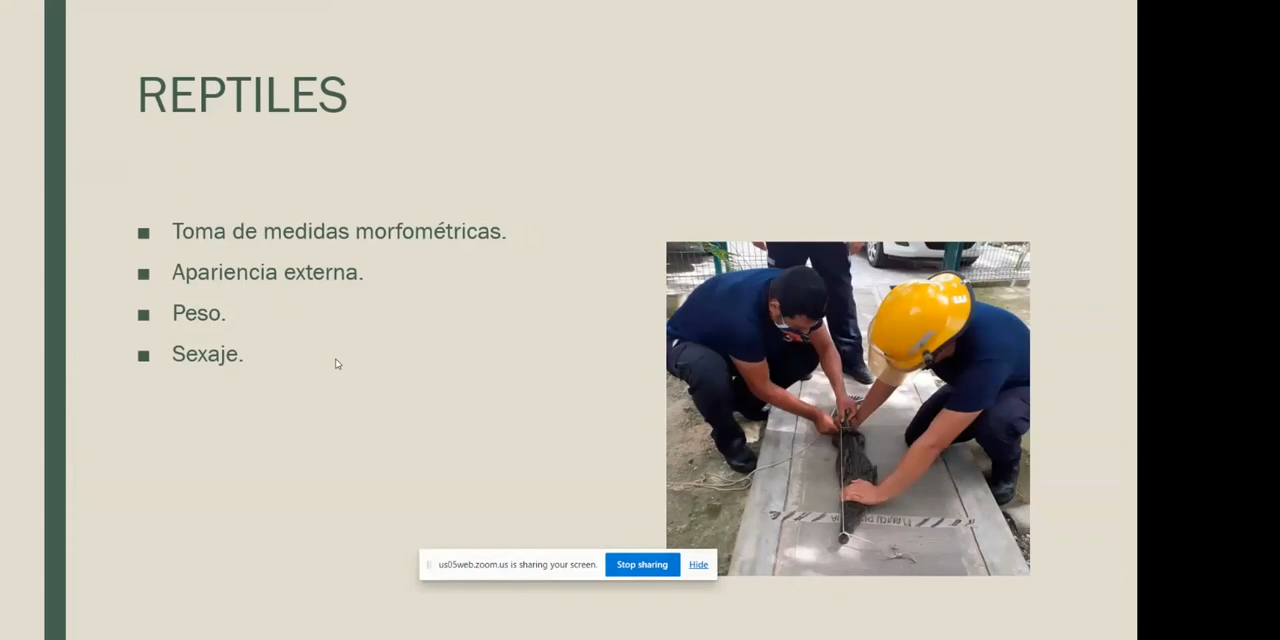 REPTILES
■ Toma de medidas morfométricas.
■ Apariencia externa.
■ Peso.
■ Sexaje.
us05web.zoom.us is sharing your screen. Stop sharing Hide